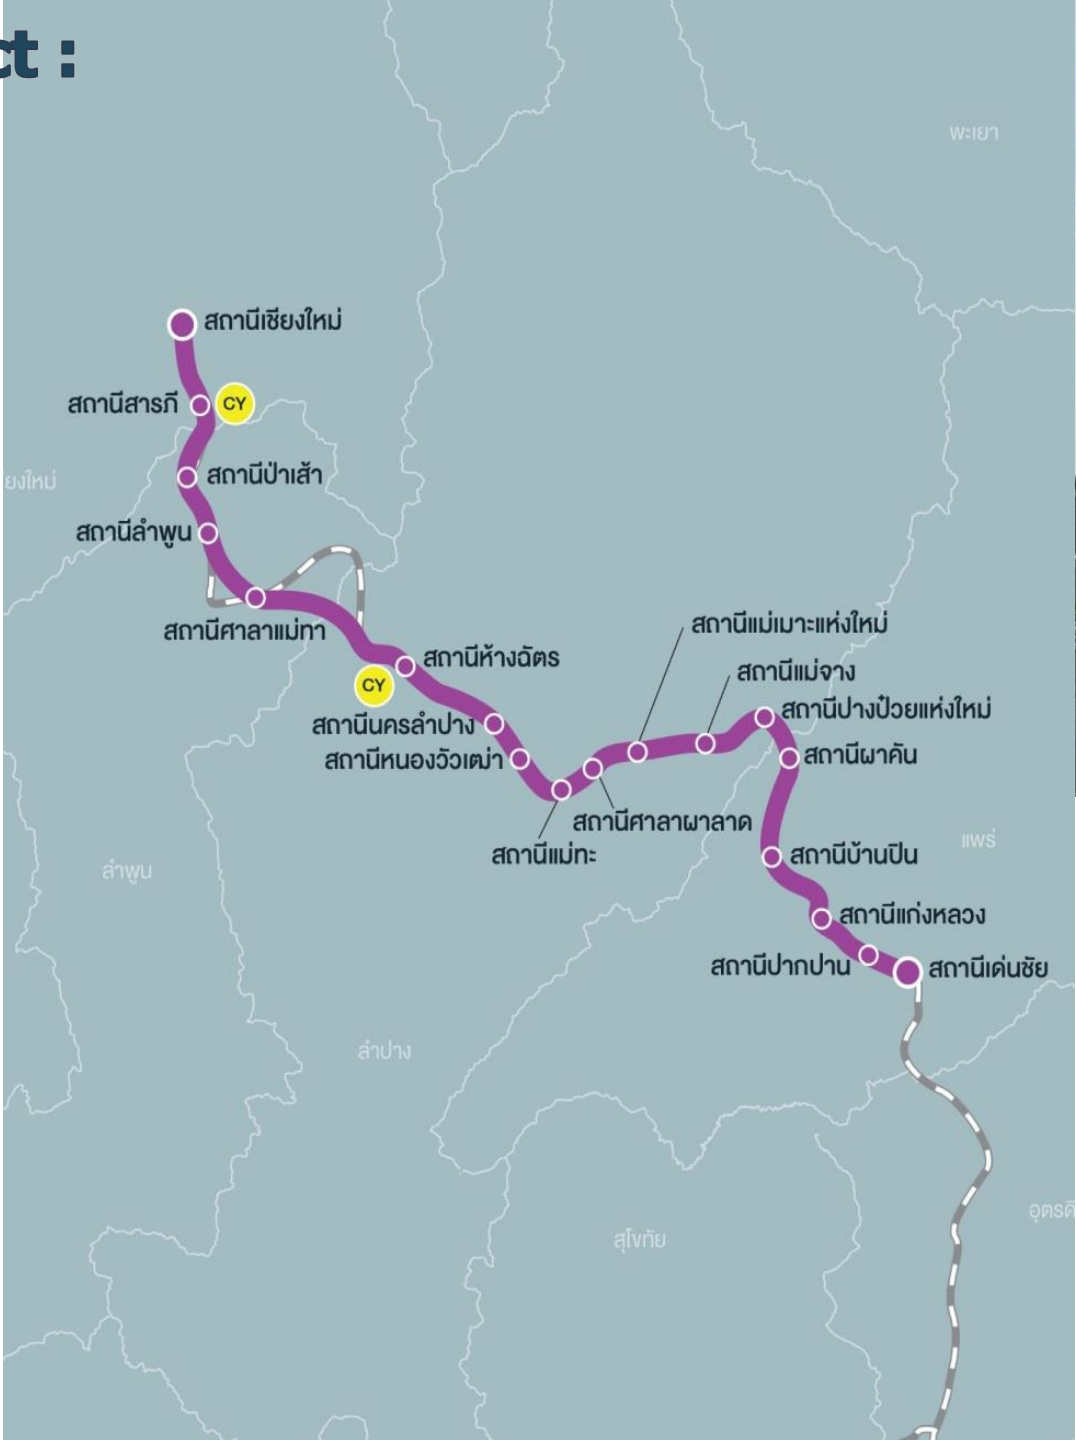 ct :
พะเยา
สถานีเชียงใหม่
สถานีสารภี
CY
สถานีป่าเส้า
ยงใหม่
สถานีลำพูน
สถานีศาลาแม่ทา
สถานีแม่เมาะแห่งใหม่
สถานีห้างฉัตร
สถานีแม่จาง
CY
สถานีปางป๋วยแห่งใหม่
สถานีนครลำปาง
สถานีผาคัน
สถานีหนองวัวเฒ่า
สถานีศาลาผาลาด
แพร่
สถานีแม่ทะ
สถานีบ้านปิน
ลำพูน
สถานีแก่งหลวง
สถานีปากปาน
สถานีเด่นชัย
ลำปาง
อุตรดิ
สุโขทัย